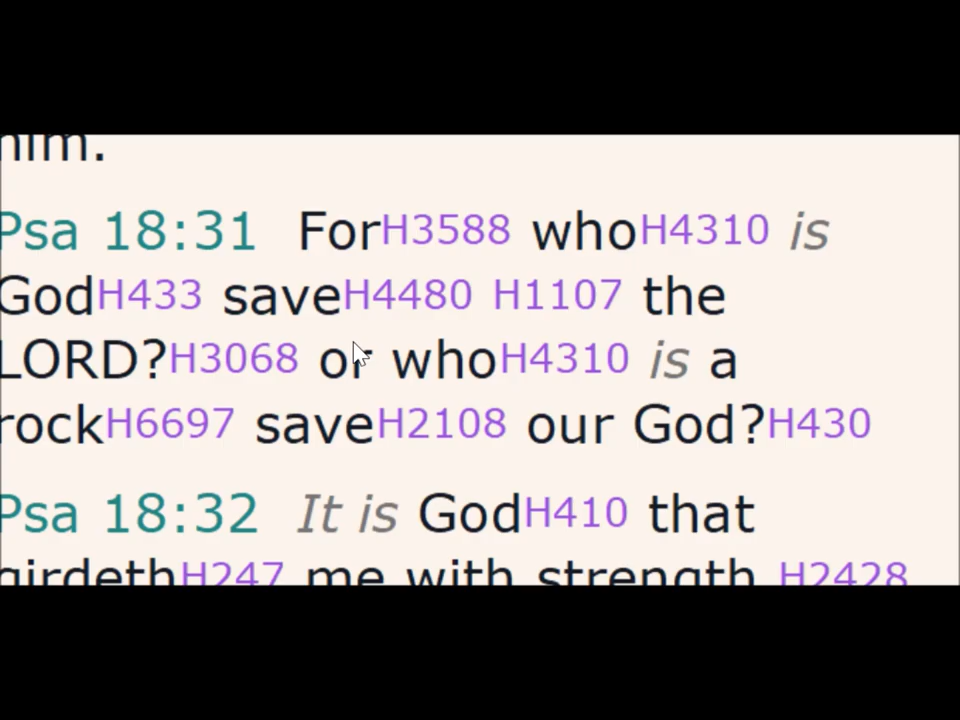 him.
Psa 18:31 ForH3588 whoH4310 is
GodH433 saveH4480 H1107 the
LORD?H3068 or whoH4310 is a
rockH6697 saveH2108 our God?H430
Psa 18:32 It is GodH410 that
girdethH247 me with strength, H2428